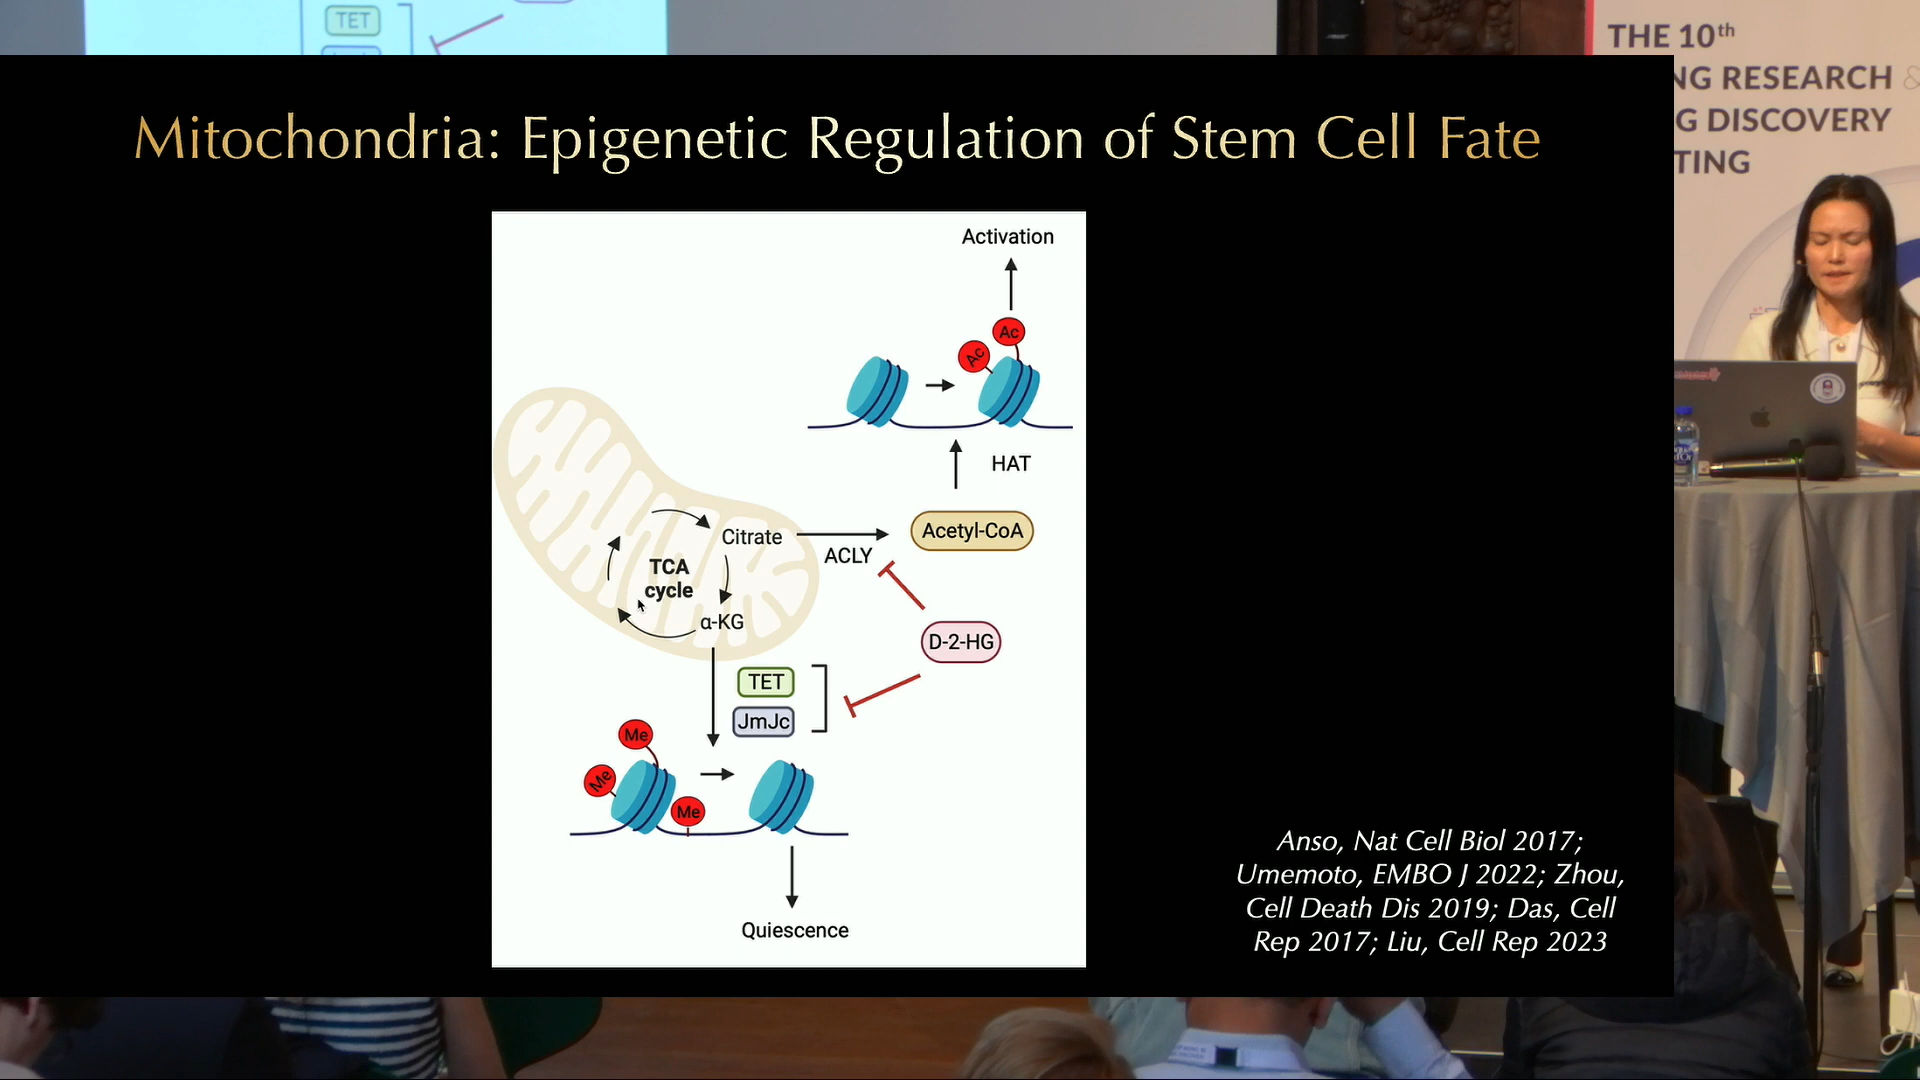 TET
THE 10th
NG RESEARCH &
G DISCOVERY
TING
Mitochondria: Epigenetic Regulation of Stem Cell Fate
Activation
Ac
Ac
HAT
Citrate
Acetyl-CoA
ACLY
TCA
cycle
α-KG
D-2-HG
TET
JmJc
Me
Me
Me
Quiescence
Anso, Nat Cell Biol 2017;
Umemoto, EMBO J 2022; Zhou,
Cell Death Dis 2019; Das, Cell
Rep 2017; Liu, Cell Rep 2023